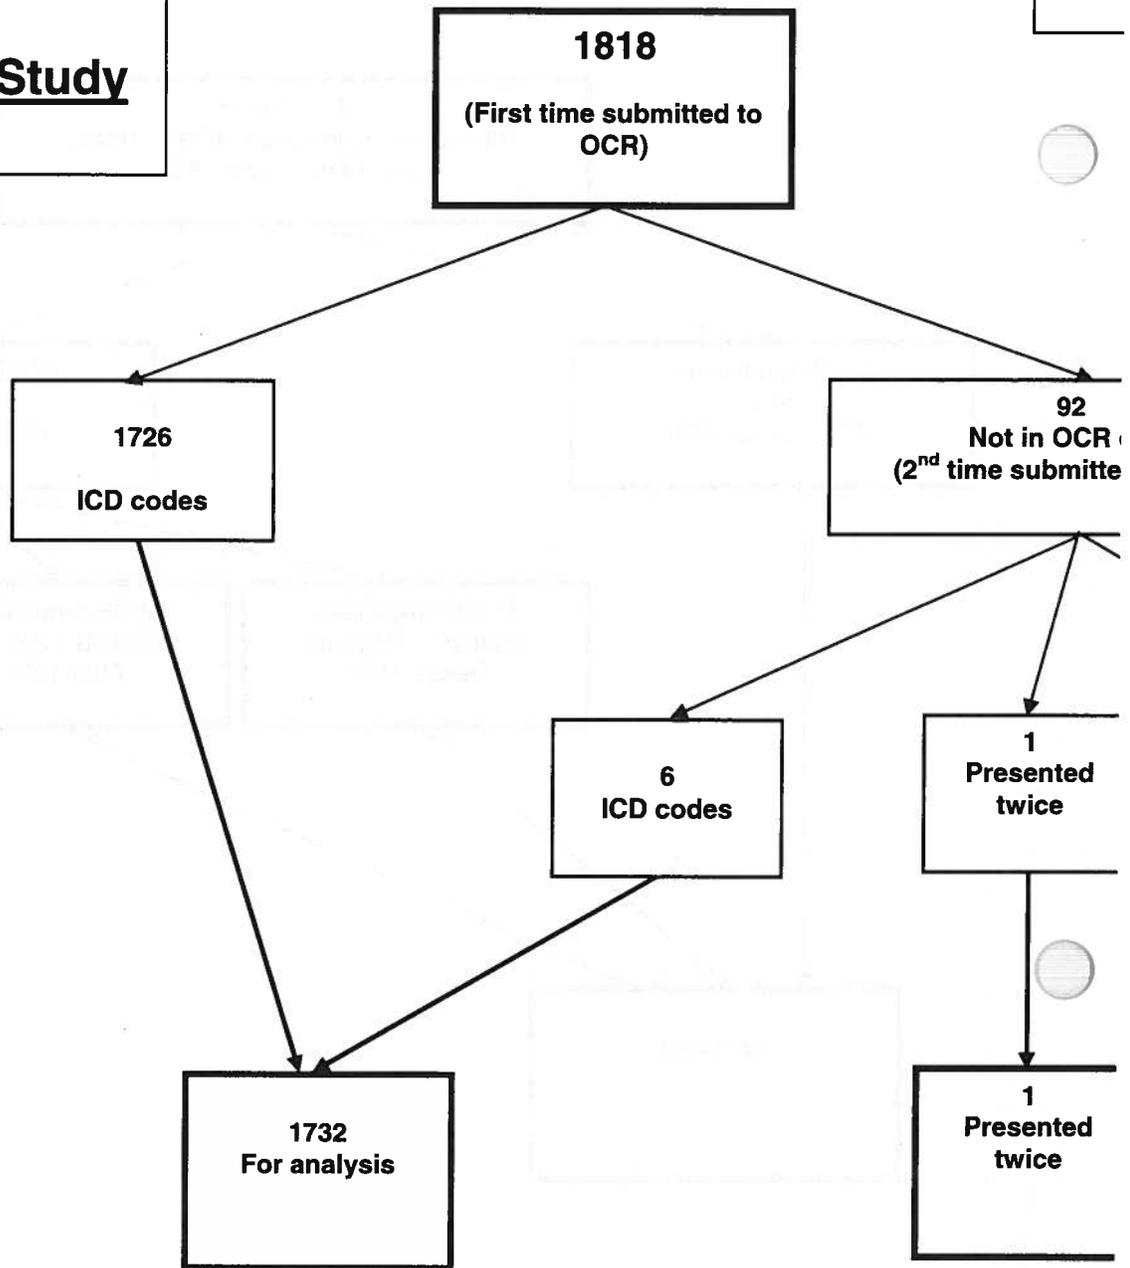 Study
1818
(First time submitted to
OCR)
1726
ICD codes
92
Not in OCR
(2nd time submitte
6
ICD codes
1
Presented
twice
1732
For analysis
1
Presented
twice